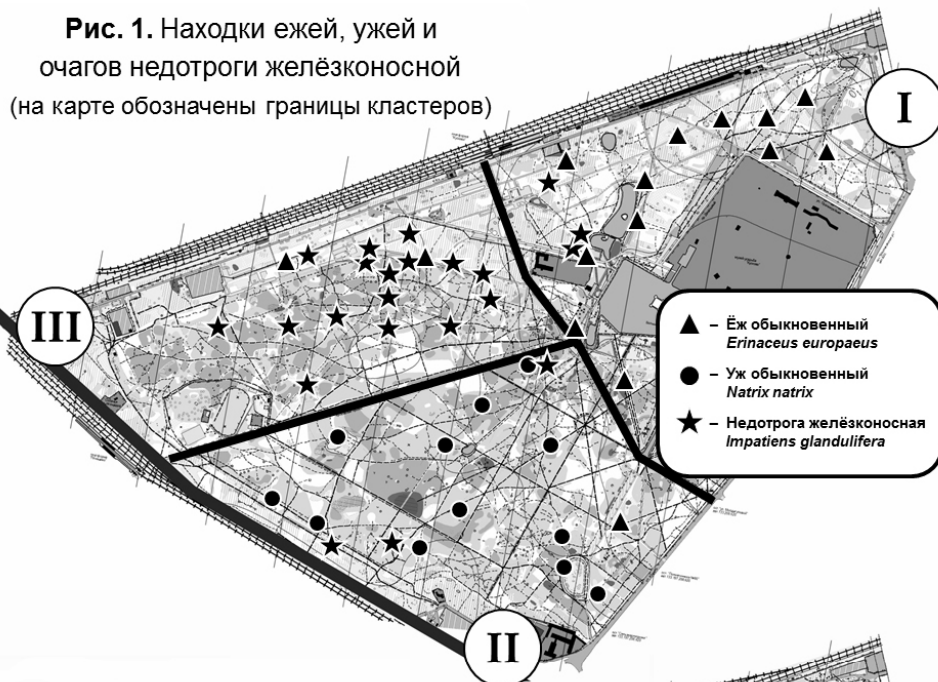 Рис. 1. Находки ежей, ужей и
очагов недотроги желёзконосной
(на карте обозначены границы кластеров)
I
III
– Ёж обыкновенный
Erinaceus europaeus
– Уж обыкновенный
Natrix natrix
– Недотрога желёзконосная
Impatiens glandulifera
II